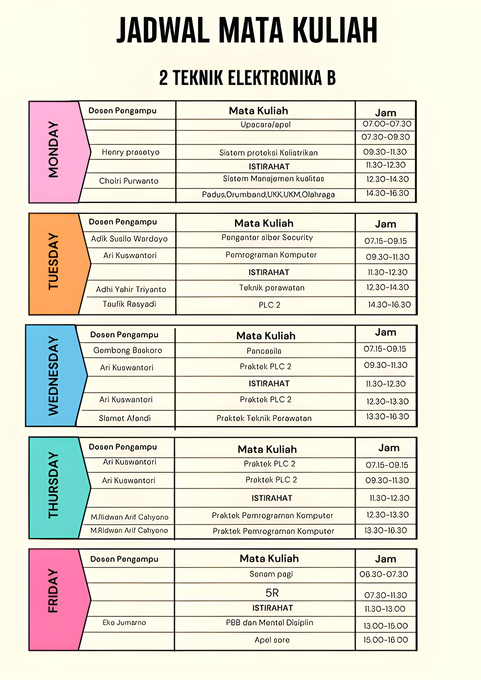 JADWAL MATA KULIAH
2 TEKNIK ELEKTRONIKA B
MONDAY
Dosen Pengampu Mata Kuliah Jam
Upacara/apel 07.00-07.30
07.30-09.30
Henry prasetyo Sistem proteksi Kelistrikan 09.30-11.30
ISTIRAHAT 11.30-12.30
Choiri Purwanto Sistem Manajemen kualitas 12.30-14.30
Padus,Drumband,UKK,UKM,Olahraga 14.30-16.30
TUESDAY
Dosen Pengampu Mata Kuliah Jam
Adik Susilo Wardoyo Pengantar siber Security 07.15-09.15
Ari Kuswantori Pemrograman Komputer 09.30-11.30
ISTIRAHAT 11.30-12.30
Adhi Yahir Triyanto Teknik perawatan 12.30-14.30
Taufik Rasyadi PLC 2 14.30-16.30
WEDNESDAY
Dosen Pengampu Mata Kuliah Jam
Gembong Baskoro Pancasila 07.15-09.15
Ari Kuswantori Praktek PLC 2 09.30-11.30
ISTIRAHAT 11.30-12.30
Ari Kuswantori Praktek PLC 2 12.30-13.30
Slamet Afandi Praktek Teknik Perawatan 13.30-16.30
THURSDAY
Dosen Pengampu Mata Kuliah Jam
Ari Kuswantori Praktek PLC 2 07.15-09.15
Ari Kuswantori Praktek PLC 2 09.30-11.30
ISTIRAHAT 11.30-12.30
M.Ridwan Arif Cahyono Praktek Pemrograman Komputer 12.30-13.30
M.Ridwan Arif Cahyono Praktek Pemrograman Komputer 13.30-16.30
FRIDAY
Dosen Pengampu Mata Kuliah Jam
Senam pagi 06.30-07.30
5R 07.30-11.30
ISTIRAHAT 11.30-13.00
Eko Jumarno PBB dan Mental Disiplin 13.00-15.00
Apel sore 15.00-16.00